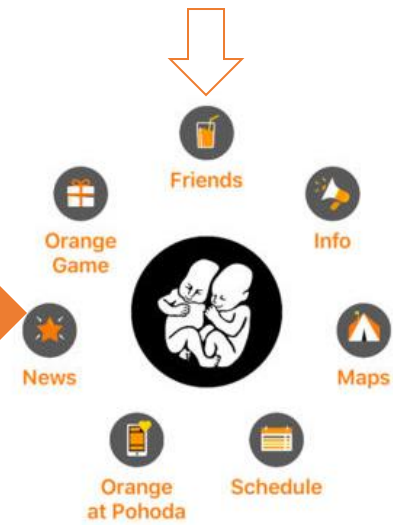 Friends
Orange
Game
Info
News
Maps
Orange
at Pohoda
Schedule